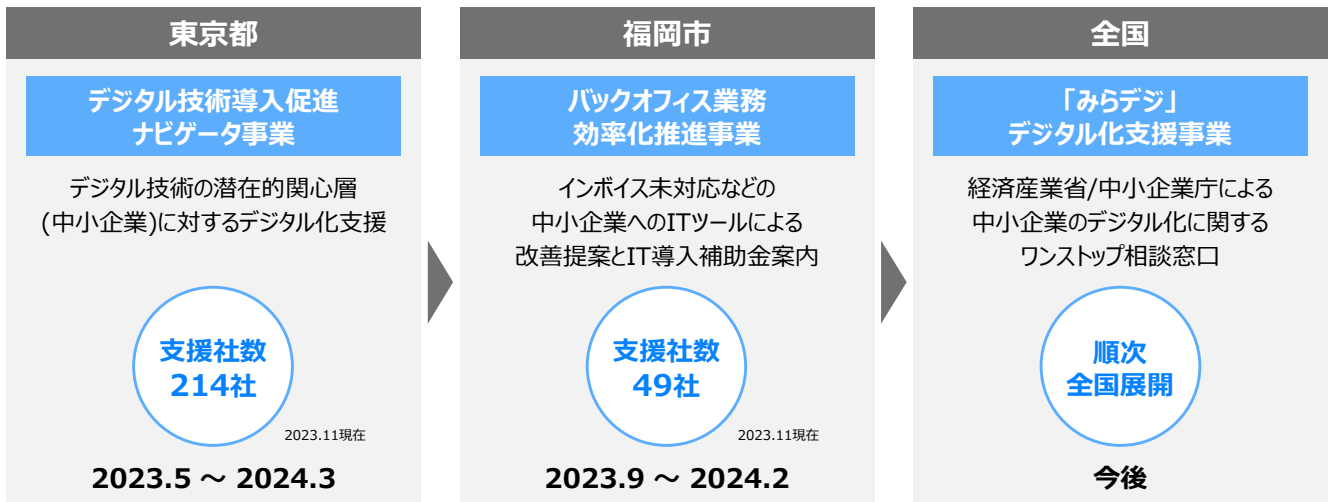 東京都
デジタル技術導入促進
ナビゲータ事業
デジタル技術の潜在的関心層
(中小企業)に対するデジタル化支援
支援社数
214社
2023.11現在
2023.5 ～ 2024.3
福岡市
バックオフィス業務
効率化推進事業
インボイス未対応などの
中小企業へのITツールによる
改善提案とIT導入補助金案内
支援社数
49社
2023.11現在
2023.9 ～ 2024.2
全国
「みらデジ」
デジタル化支援事業
経済産業省/中小企業庁による
中小企業のデジタル化に関する
ワンストップ相談窓口
順次
全国展開
今後